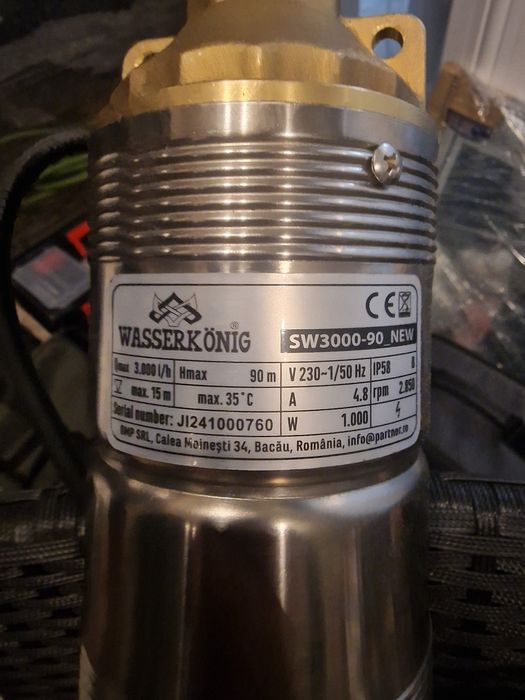 WASSERKÖNIG®
CE
SW3000-90_NEW
Qmax 3.000 l/h Hmax 90 m V 230~1/50 Hz IP58 B
max. 15 m max. 35°C A 4.8 rpm 2.850
Serial number: JI241000760 W 1.000
OMP SRL, Calea Moinești 34, Bacău, România, info@partner.ro